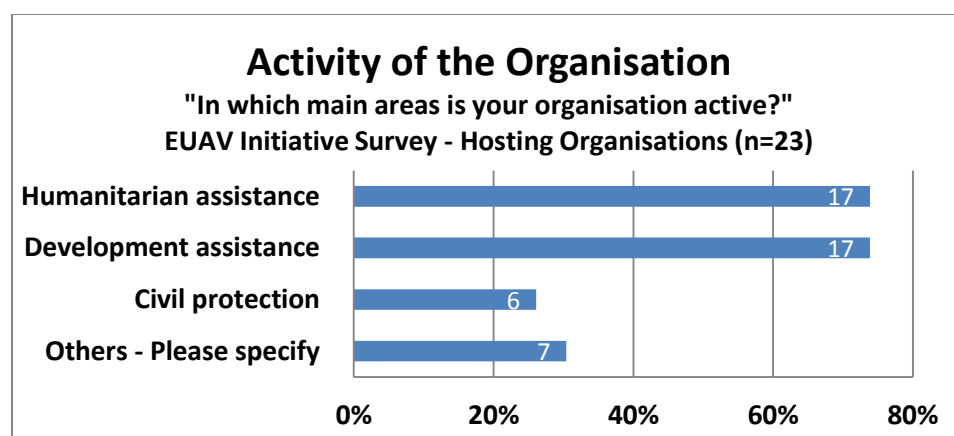 Activity of the Organisation
"In which main areas is your organisation active?"
EUAV Initiative Survey - Hosting Organisations (n=23)
Humanitarian assistance 17
Development assistance 17
Civil protection 6
Others - Please specify 7
0% 20% 40% 60% 80%